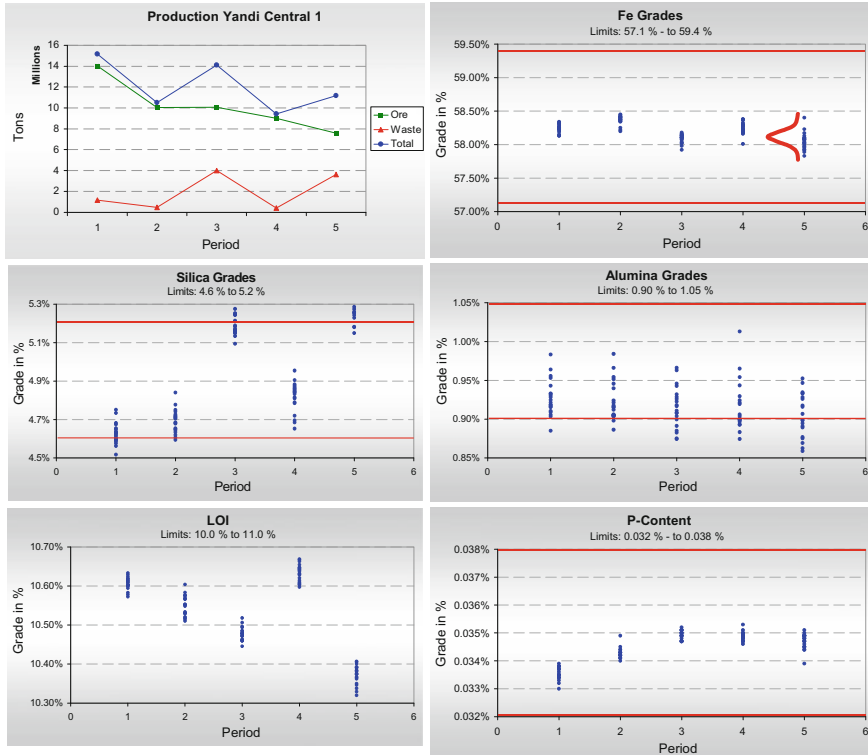 Production Yandi Central 1
Millions
Tons
16
14
12
10
8
6
4
2
0
1 2 3 4 5
Period
Ore
Waste
Total
Fe Grades
Limits: 57.1 % - to 59.4 %
Grade in %
59.50%
59.00%
58.50%
58.00%
57.50%
57.00%
0 1 2 3 4 5 6
Period
Silica Grades
Limits: 4.6 % to 5.2 %
Grade in %
5.3%
5.1%
4.9%
4.7%
4.5%
0 1 2 3 4 5 6
Period
Alumina Grades
Limits: 0.90 % to 1.05 %
Grade in %
1.05%
1.00%
0.95%
0.90%
0.85%
0 1 2 3 4 5 6
Period
LOI
Limits: 10.0 % to 11.0 %
Grade in %
10.70%
10.60%
10.50%
10.40%
10.30%
0 1 2 3 4 5 6
Period
P-Content
Limits: 0.032 % - to 0.038 %
Grade in %
0.038%
0.037%
0.036%
0.035%
0.034%
0.033%
0.032%
0 1 2 3 4 5 6
Period